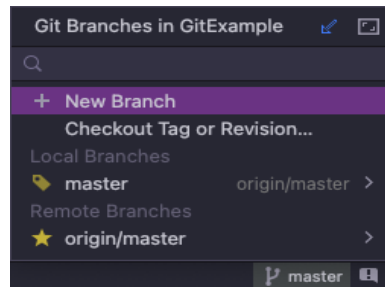 Git Branches in GitExample
+ New Branch
Checkout Tag or Revision...
Local Branches
master origin/master >
Remote Branches
origin/master >
master